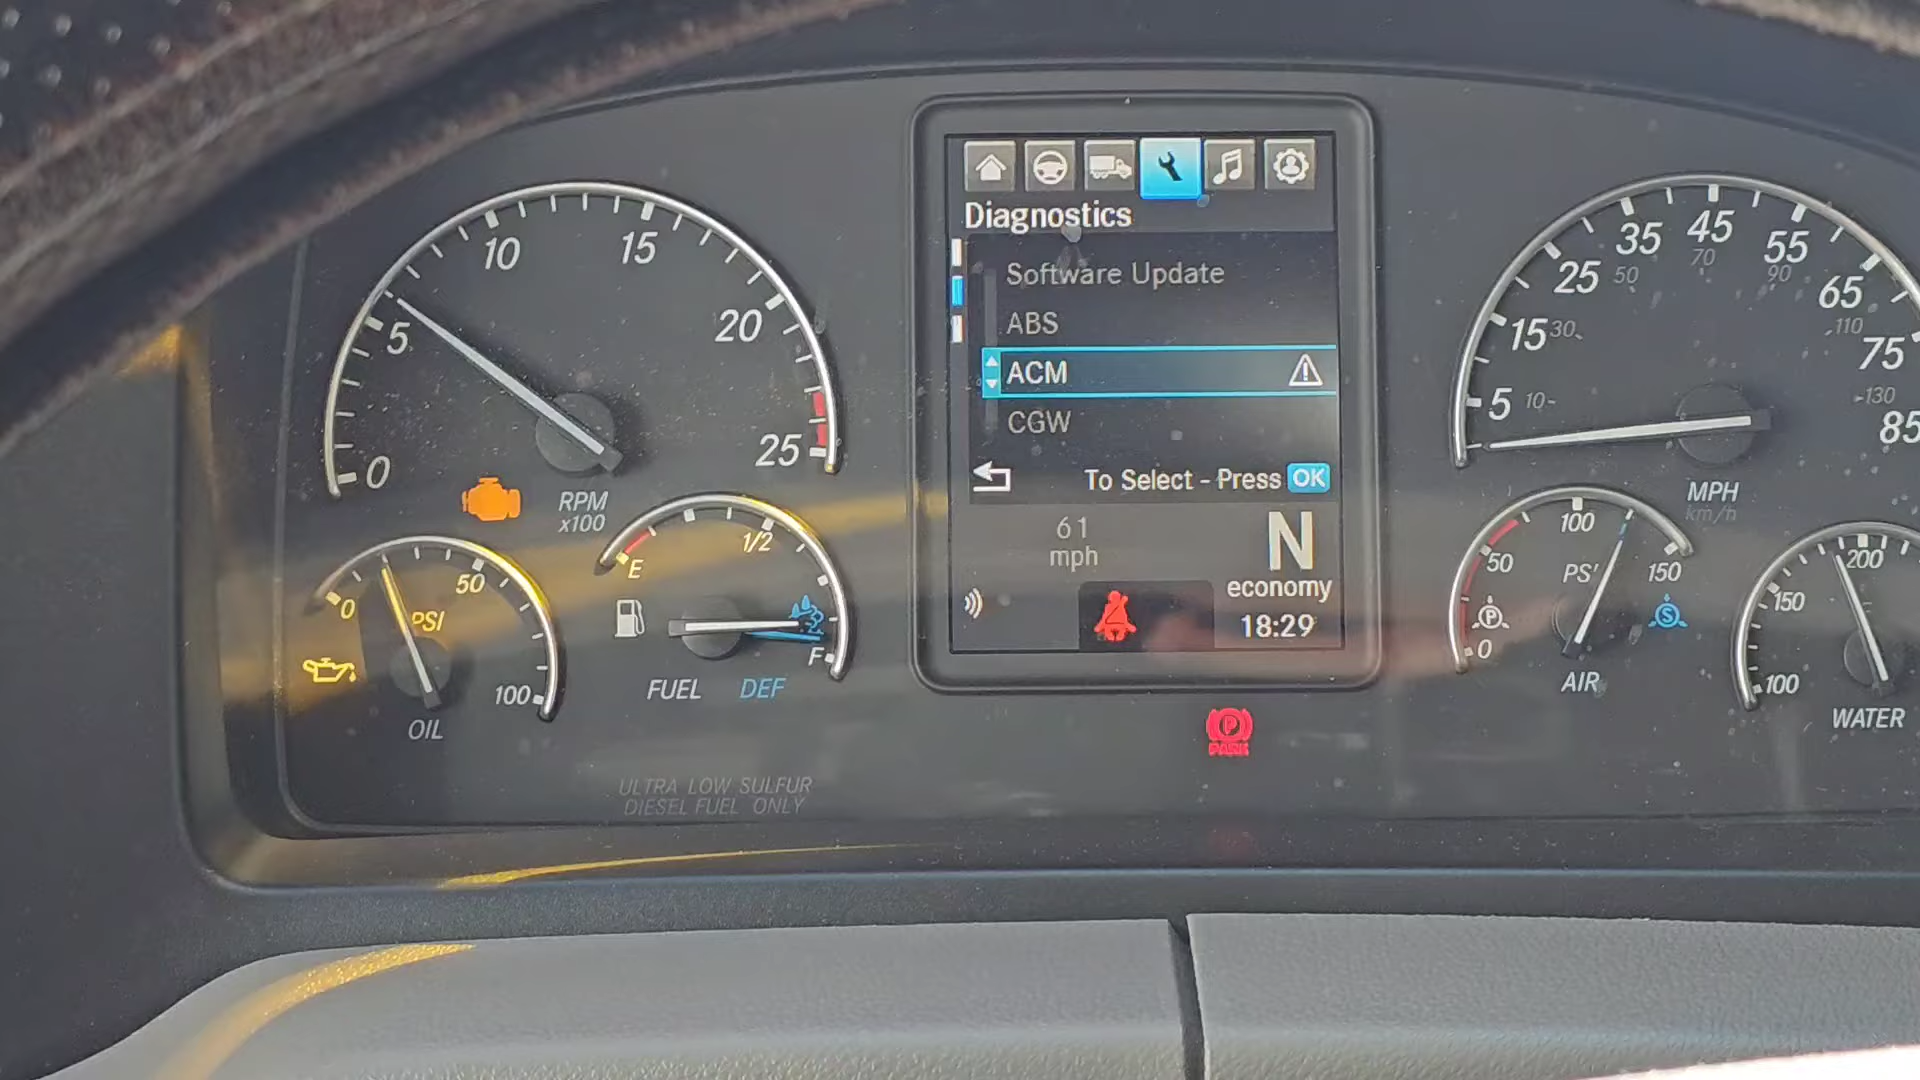 Diagnostics
Software Update
ABS
ACM
CGW
To Select - Press OK
61
mph
N
economy
18:29
0
5
10
15
20
25
RPM
x100
0
50
100
PSI
OIL
E
1/2
F
FUEL
DEF
ULTRA LOW SULFUR
DIESEL FUEL ONLY
P
PARK
5
15
25
35
45
55
65
75
85
10
30
50
70
90
110
130
MPH
km/h
0
50
100
150
PSI
P
S
AIR
100
150
200
WATER